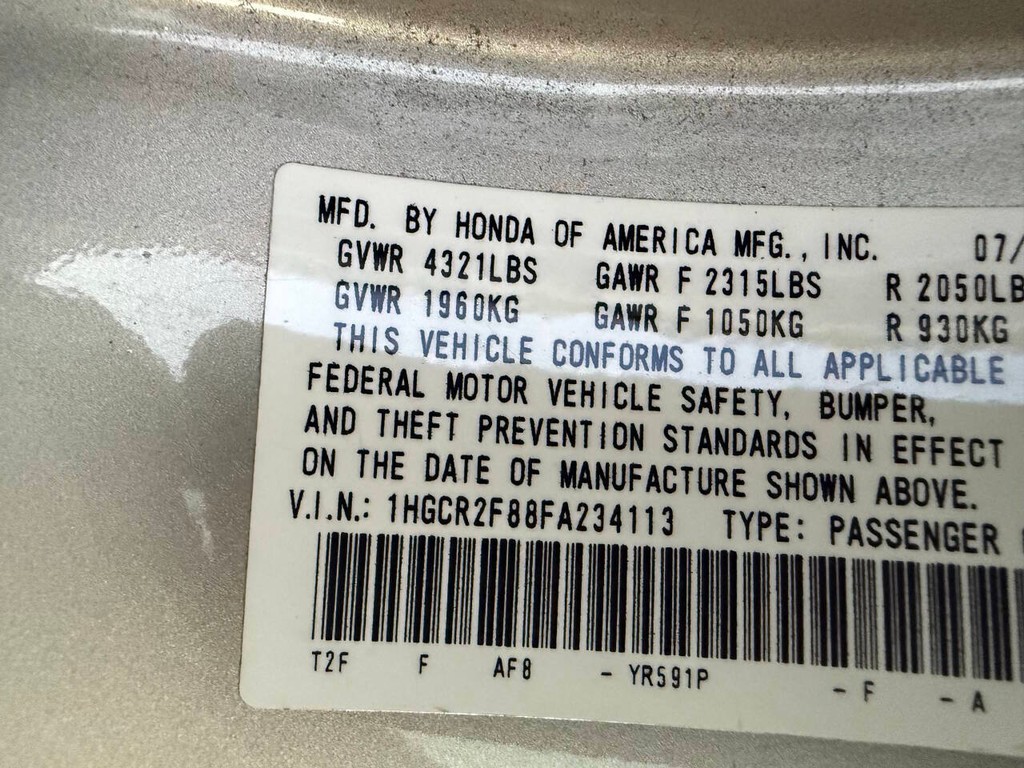 MFD. BY HONDA OF AMERICA MFG., INC. 07/
GVWR 4321LBS GAWR F 2315LBS R 2050LB
GVWR 1960KG GAWR F 1050KG R 930KG
THIS VEHICLE CONFORMS TO ALL APPLICABLE
FEDERAL MOTOR VEHICLE SAFETY, BUMPER,
AND THEFT PREVENTION STANDARDS IN EFFECT
ON THE DATE OF MANUFACTURE SHOWN ABOVE.
V.I.N.: 1HGCR2F88FA234113 TYPE: PASSENGER
T2F F AF8 - YR591P - F - A